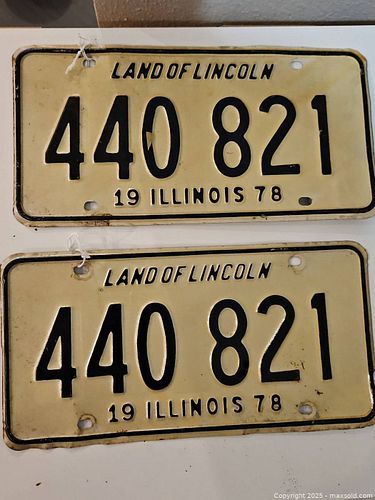 LAND OF LINCOLN
440 821
19 ILLINOIS 78
LAND OF LINCOLN
440 821
19 ILLINOIS 78
Copyright 2025 - maxsold.com